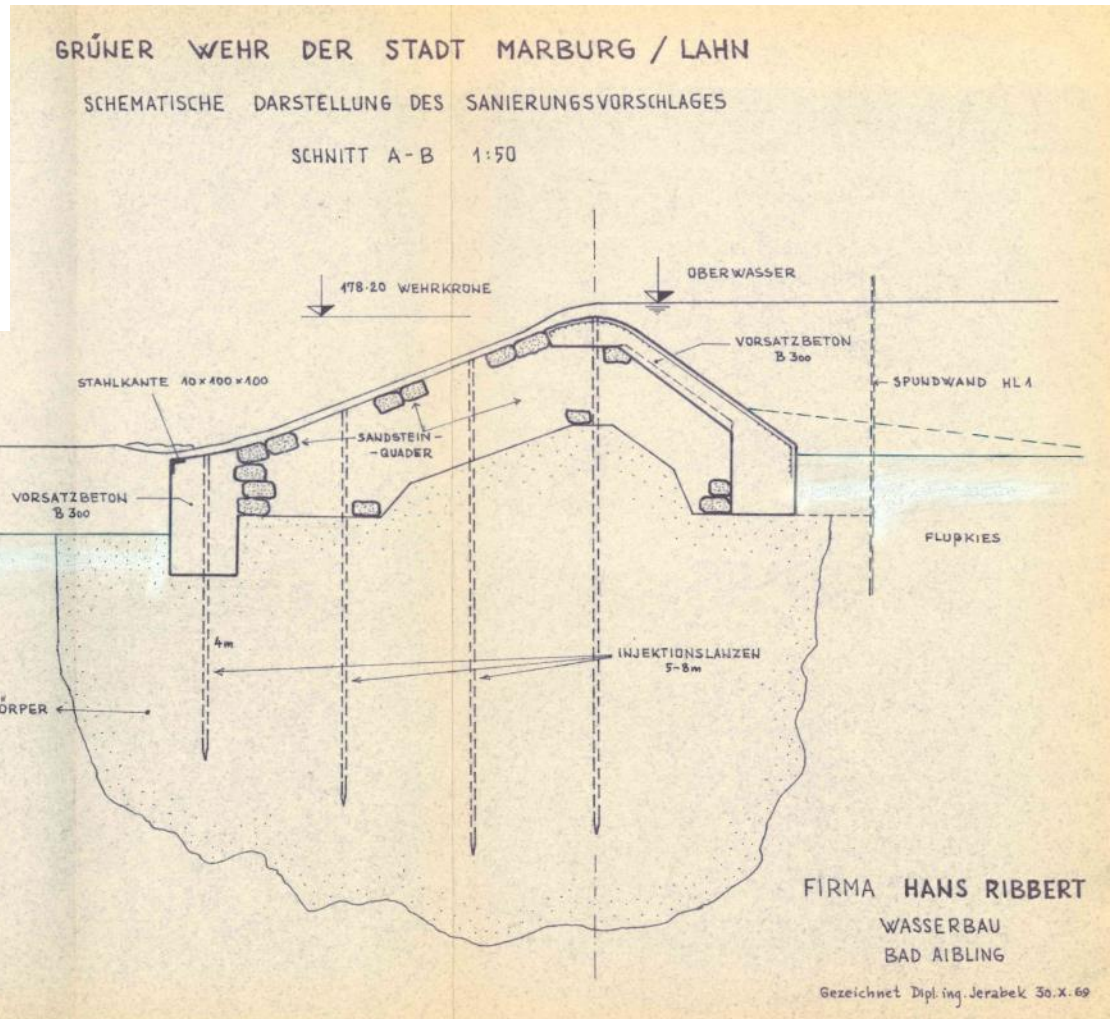 GRÜNER WEHR DER STADT MARBURG / LAHN
SCHEMATISCHE DARSTELLUNG DES SANIERUNGSVORSCHLAGES
SCHNITT A-B 1:50
178.20 WEHRKRONE
OBERWASSER
VORSATZBETON
B 300
STAHLKANTE 10×100×100
SPUNDWAND HL 1
SANDSTEIN-
-QUADER
VORSATZBETON
B 300
FLUßKIES
4m
INJEKTIONSLANZEN
5-8m
ÖRPER
FIRMA HANS RIBBERT
WASSERBAU
BAD AIBLING
Gezeichnet Dipl. ing. Jerabek 30.X.69